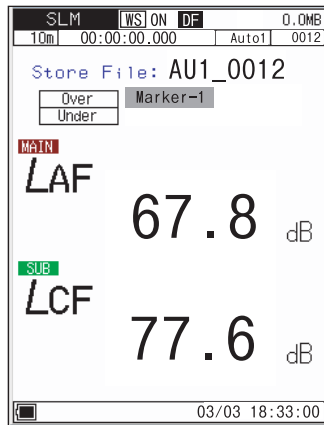 SLM WS ON DF 0.0MB
10m 00:00:00.000 Auto1 0012
Store File: AU1_0012
Over Marker-1
Under
MAIN
LAF
67.8 dB
SUB
LCF
77.6 dB
03/03 18:33:00